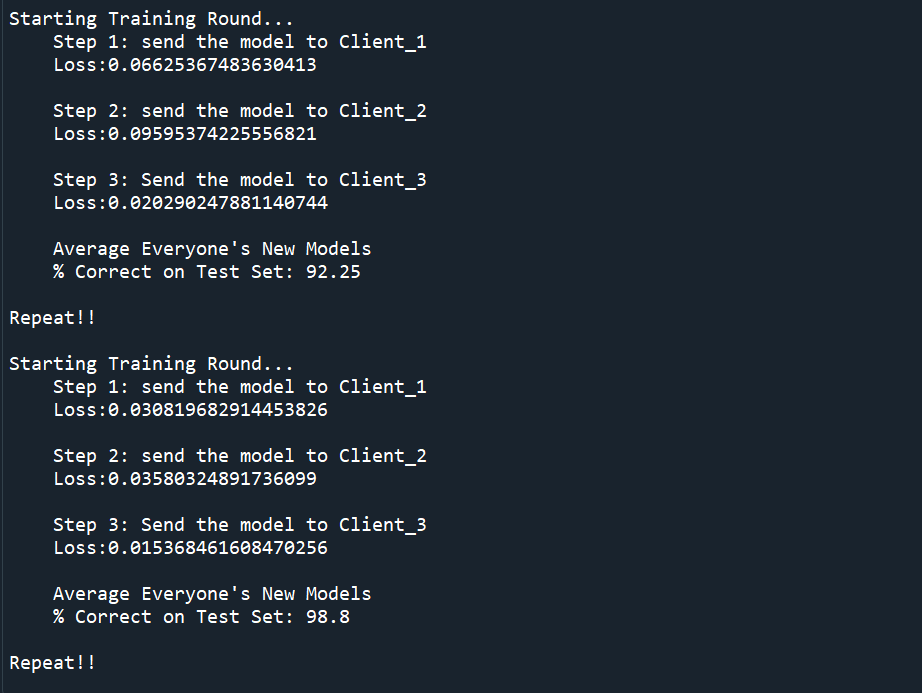 Starting Training Round...
Step 1: send the model to Client_1
Loss:0.06625367483630413
Step 2: send the model to Client_2
Loss:0.09595374225556821
Step 3: Send the model to Client_3
Loss:0.020290247881140744
Average Everyone's New Models
% Correct on Test Set: 92.25
Repeat!!
Starting Training Round...
Step 1: send the model to Client_1
Loss:0.030819682914453826
Step 2: send the model to Client_2
Loss:0.03580324891736099
Step 3: Send the model to Client_3
Loss:0.015368461608470256
Average Everyone's New Models
% Correct on Test Set: 98.8
Repeat!!